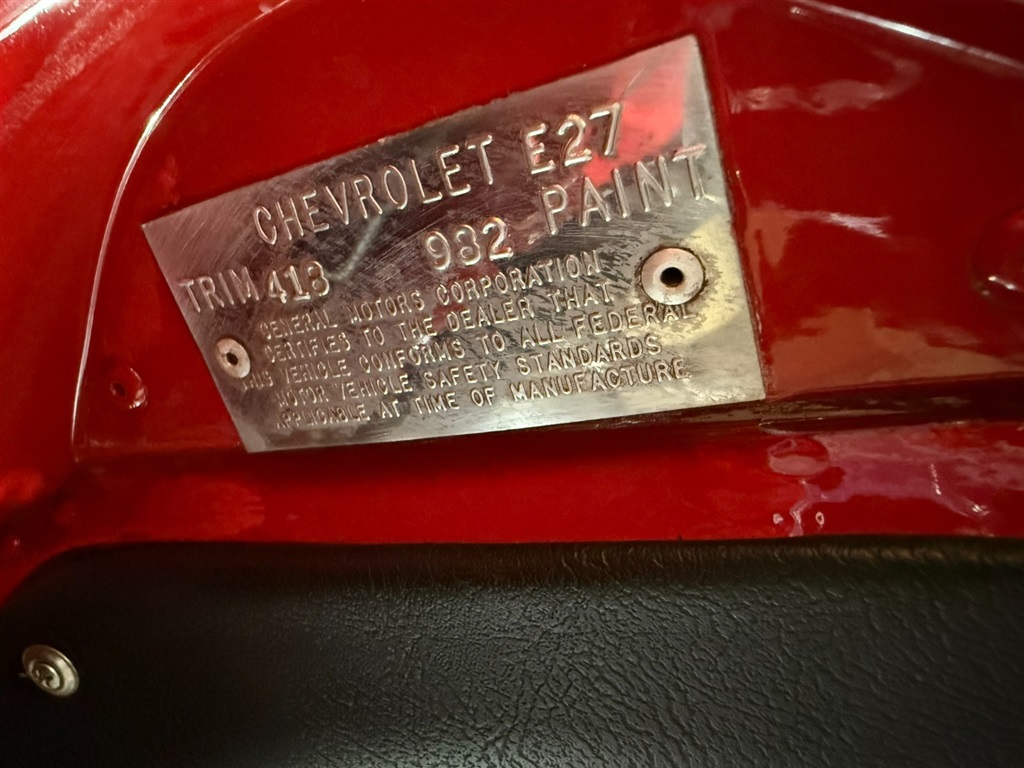 CHEVROLET E27
TRIM 418 982 PAINT
GENERAL MOTORS CORPORATION
CERTIFIES TO THE DEALER THAT
THIS VEHICLE CONFORMS TO ALL FEDERAL
MOTOR VEHICLE SAFETY STANDARDS
APPLICABLE AT TIME OF MANUFACTURE